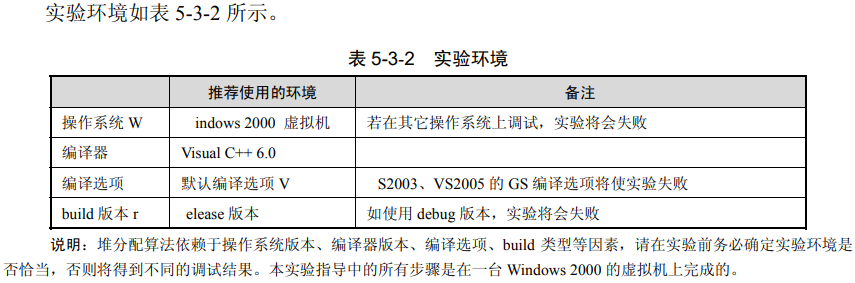 实验环境如表 5-3-2 所示。
表 5-3-2 实验环境
推荐使用的环境 备注
操作系统 W indows 2000 虚拟机 若在其它操作系统上调试，实验将会失败
编译器 Visual C++ 6.0
编译选项 默认编译选项 V S2003、VS2005 的 GS 编译选项将使实验失败
build 版本 r elease 版本 如使用 debug 版本，实验将会失败
说明：堆分配算法依赖于操作系统版本、编译器版本、编译选项、build 类型等因素，请在实验前务必确定实验环境是
否恰当，否则将得到不同的调试结果。本实验指导中的所有步骤是在一台 Windows 2000 的虚拟机上完成的。